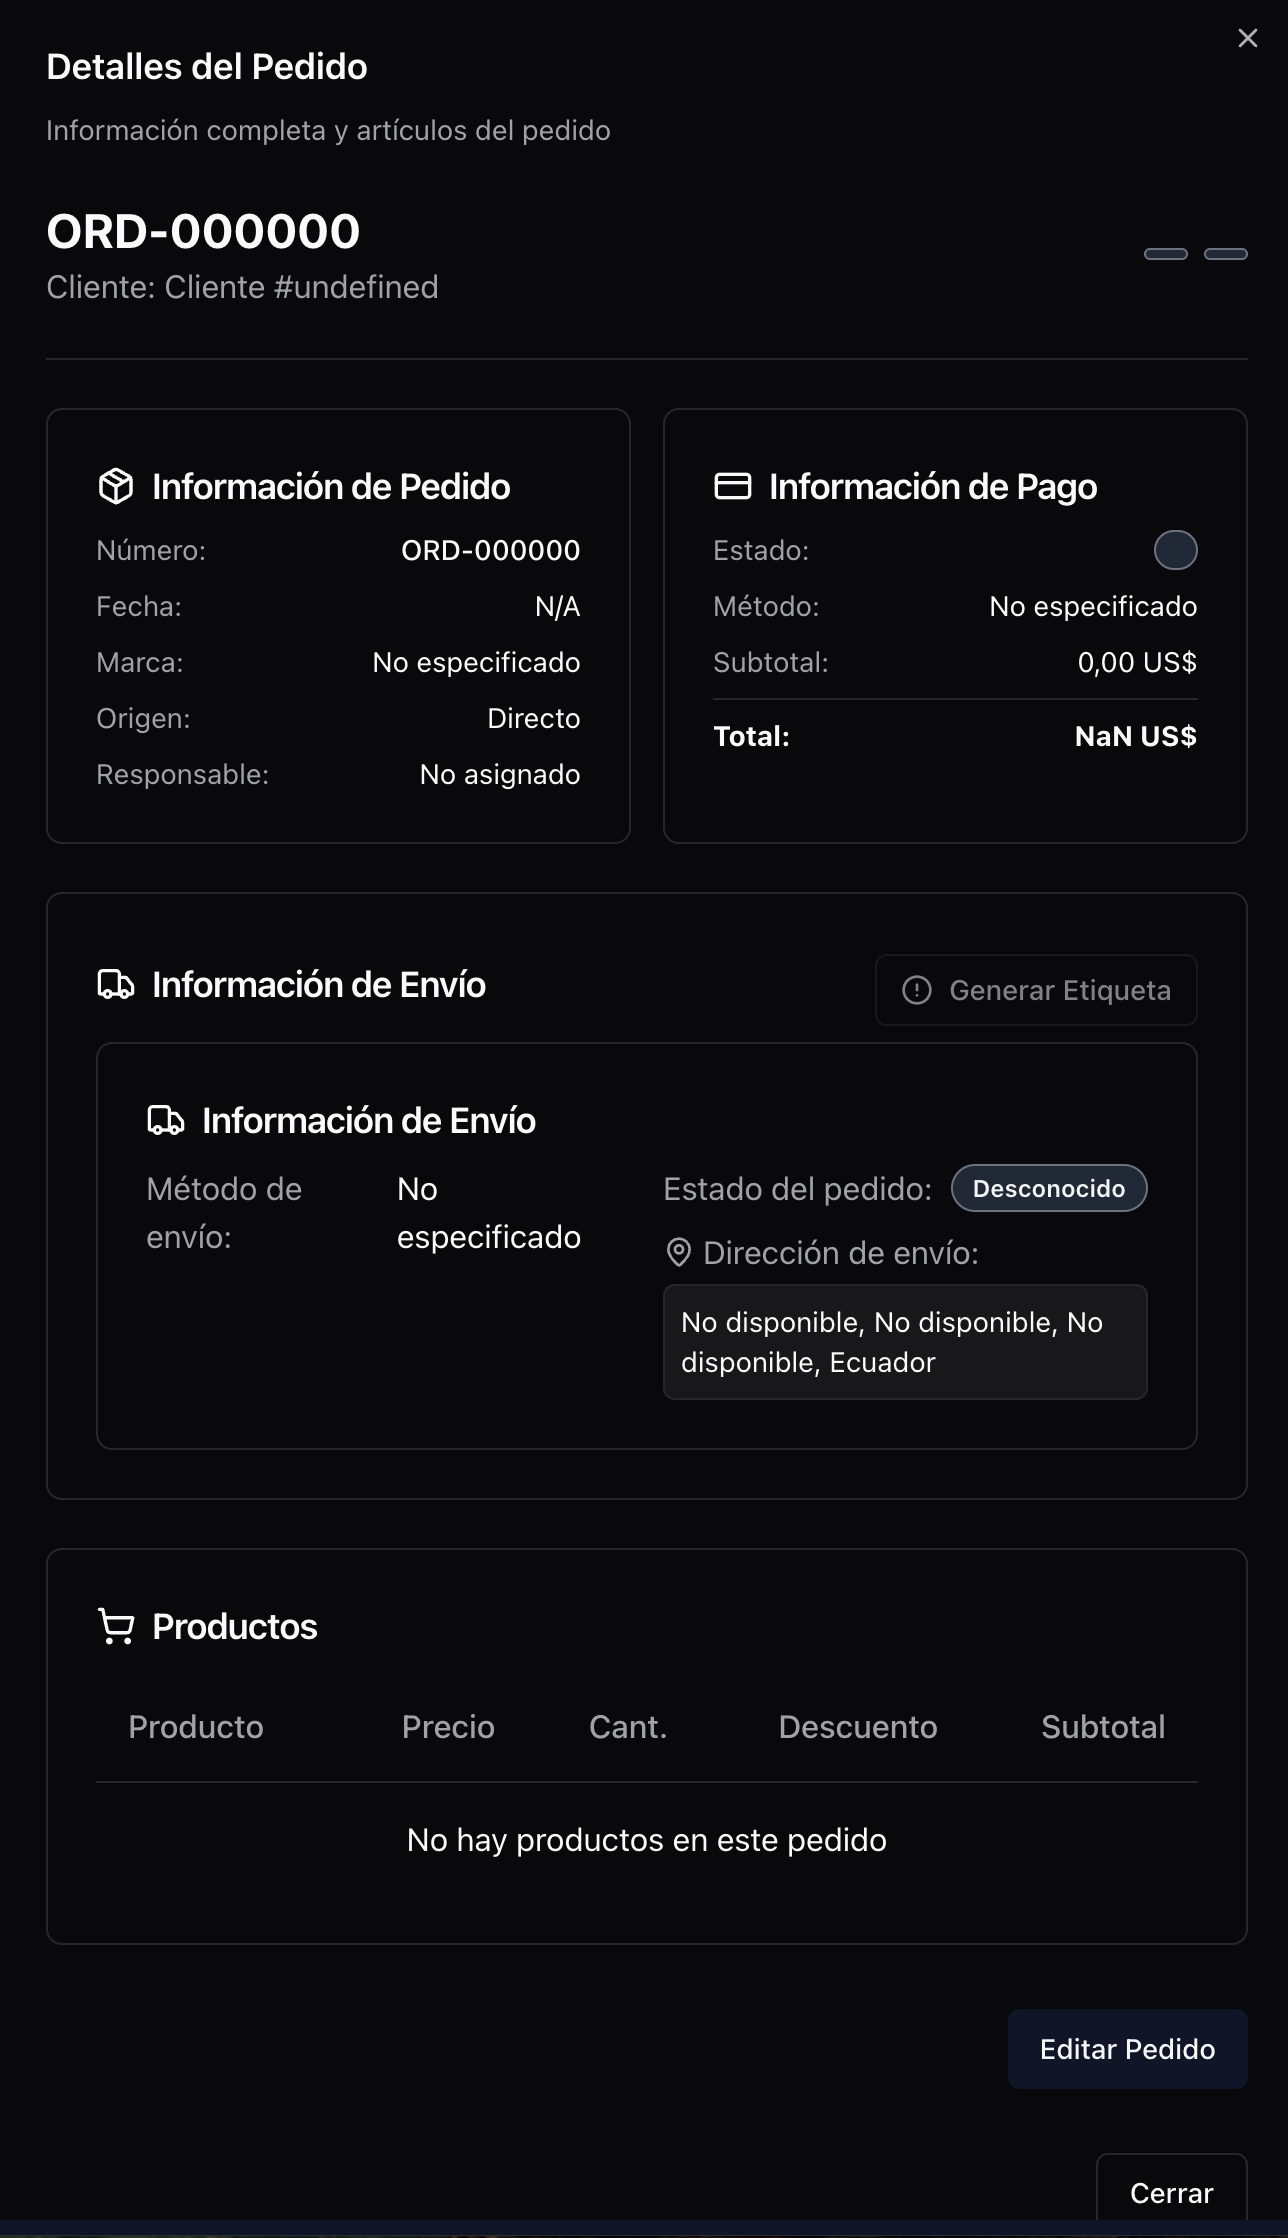 Detalles del Pedido
Información completa y artículos del pedido
ORD-000000
Cliente: Cliente #undefined
Información de Pedido
Número: ORD-000000
Fecha: N/A
Marca: No especificado
Origen: Directo
Responsable: No asignado
Información de Pago
Estado:
Método: No especificado
Subtotal: 0,00 US$
Total: NaN US$
Información de Envío
Generar Etiqueta
Información de Envío
Método de
envío:
No
especificado
Estado del pedido: Desconocido
Dirección de envío:
No disponible, No disponible, No
disponible, Ecuador
Productos
Producto Precio Cant. Descuento Subtotal
No hay productos en este pedido
Editar Pedido
Cerrar